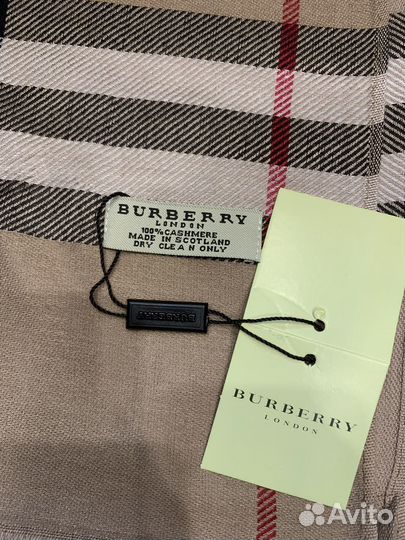 BURBERRY
LONDON
100% CASHMERE
MADE IN SCOTLAND
DRY CLEAN ONLY
BURBERRY
BURBERRY
LONDON
Avito